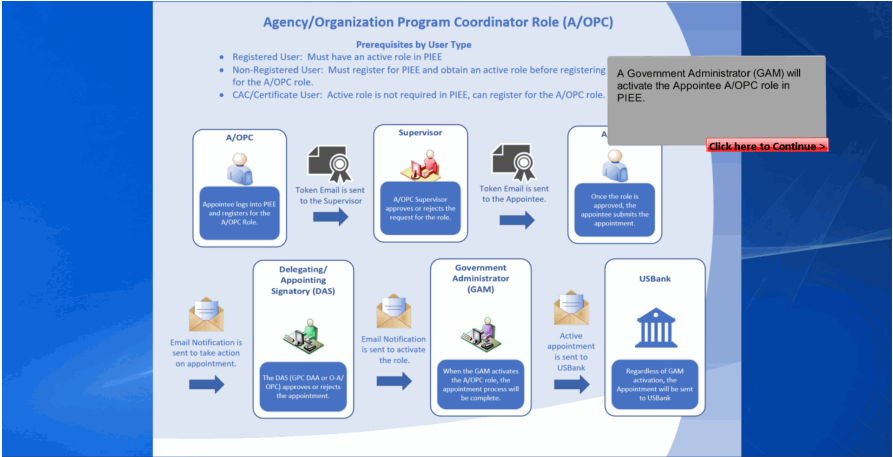 Agency/Organization Program Coordinator Role (A/OPC)
Prerequisites by User Type
• Registered User: Must have an active role in PIEE
• Non-Registered User: Must register for PIEE and obtain an active role before registering
for the A/OPC role.
• CAC/Certificate User: Active role is not required in PIEE, can register for the A/OPC role.
A Government Administrator (GAM) will
activate the Appointee A/OPC role in
PIEE.
Click here to Continue >
A/OPC
Appointee logs into PIEE
and registers for the
A/OPC Role.
Token Email is sent
to the Supervisor
Supervisor
A/OPC Supervisor
approves or rejects the
request for the role.
Token Email is sent
to the Appointee.
A
Once the role is
approved, the
appointee submits the
appointment.
Email Notification is
sent to take action
on appointment.
Delegating/
Appointing
Signatory (DAS)
The DAS (GPC DAA or O-A/
OPC) approves or rejects
the appointment.
Email Notification
is sent to activate
the role.
Government
Administrator
(GAM)
When the GAM activates
the A/OPC role, the
appointment process will
be complete.
Active
appointment
is sent to
USBank
USBank
Regardless of GAM
activation, the
Appointment will be sent
to USBank